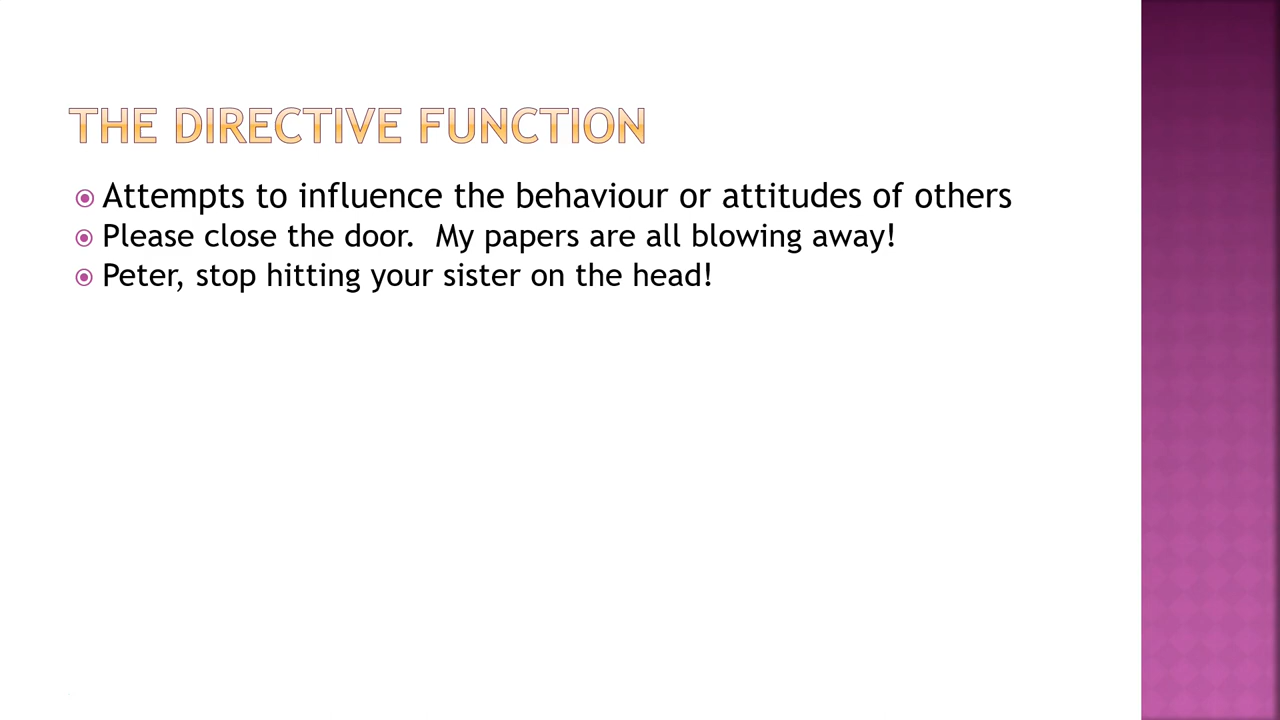 THE DIRECTIVE FUNCTION
Attempts to influence the behaviour or attitudes of others
Please close the door.  My papers are all blowing away!
Peter, stop hitting your sister on the head!